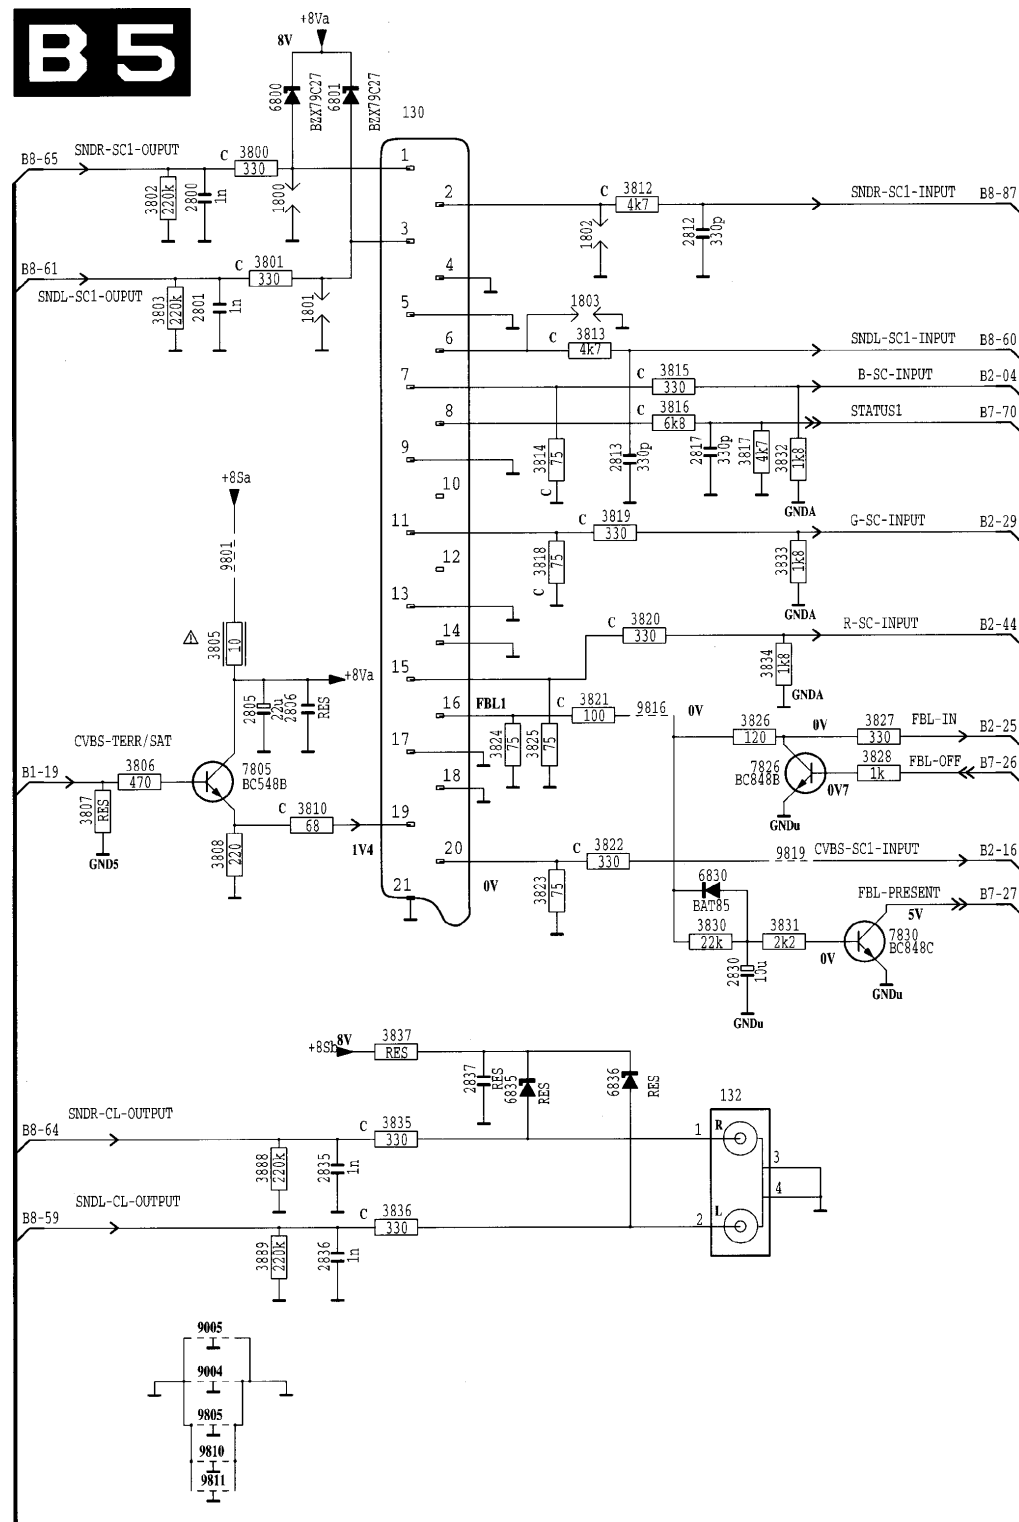 B 5
+8Va
8V
6800
BZX79C27
6801
BZX79C27
130
SNDR-SC1-OUPUT
B8-65
C 3800
330
1
3802
220k
2800
1n
1800
2
C 3812
4k7
SNDR-SC1-INPUT
B8-87
1802
2812
330p
3
B8-61
C 3801
330
SNDL-SC1-OUPUT
3803
220k
2801
1n
1801
4
5
1803
6
C 3813
4k7
SNDL-SC1-INPUT
B8-60
7
C 3815
330
B-SC-INPUT
B2-04
8
C 3816
6k8
STATUS1
B7-70
9
3814
75
C
2813
330p
2817
330p
3817
4k7
3832
1k8
GNDA
+8Sa
10
11
C 3819
330
G-SC-INPUT
B2-29
9801
12
3818
75
C
3833
1k8
GNDA
13
3805
10
14
C 3820
330
R-SC-INPUT
B2-44
15
+8Va
3834
1k8
GNDA
2805
22u
2806
RES
16
FBL1
C 3821
100
9816
0V
3824
75
3825
75
3826
120
0V
3827
330
FBL-IN
B2-25
17
CVBS-TERR/SAT
B1-19
3806
470
7805
BC548B
18
7826
BC848B
3828
1k
FBL-OFF
B7-26
0V7
GNDu
3807
RES
GND5
C 3810
68
1V4
19
3808
220
20
0V
C 3822
330
9819
CVBS-SC1-INPUT
B2-16
21
3823
75
6830
BAT85
FBL-PRESENT
5V
B7-27
3830
22k
3831
2k2
0V
7830
BC848C
2830
10u
GNDu
GNDu
+8Sb
8V
3837
RES
2837
RES
6835
RES
6836
RES
132
SNDR-CL-OUTPUT
B8-64
C 3835
330
1
R
3888
220k
2835
1n
3
4
SNDL-CL-OUTPUT
B8-59
C 3836
330
2
L
3889
220k
2836
1n
9005
9004
9805
9810
9811